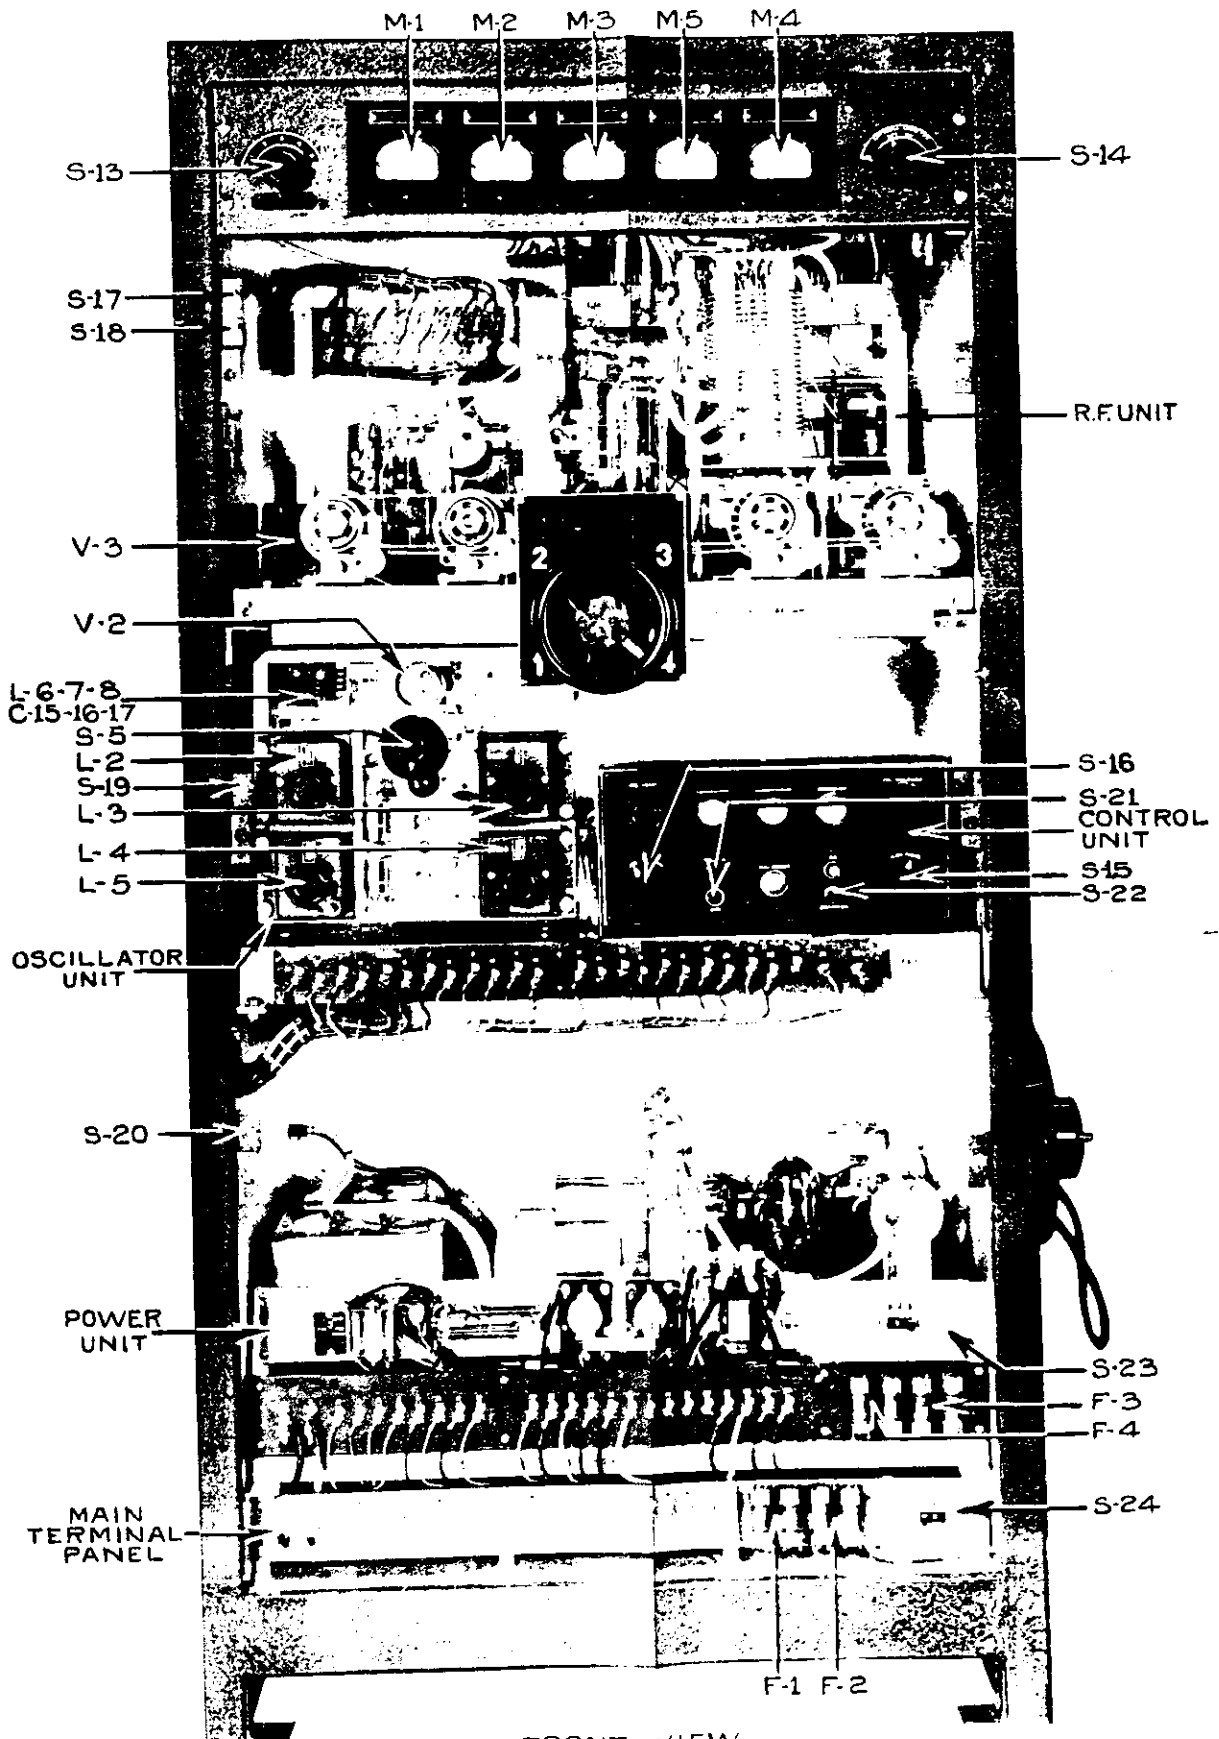 M-1 M-2 M-3 M-5 M-4
S-13
S-14
S-17
S-18
R.F. UNIT
V-3
2 3
V-2
1 4
L-6-7-8
C-15-16-17
S-5
L-2
S-19
L-3
L-4
L-5
S-16
S-21
CONTROL
UNIT
S-15
S-22
OSCILLATOR
UNIT
S-20
POWER
UNIT
S-23
F-3
F-4
MAIN
TERMINAL
PANEL
S-24
F-1 F-2
FRONT VIEW